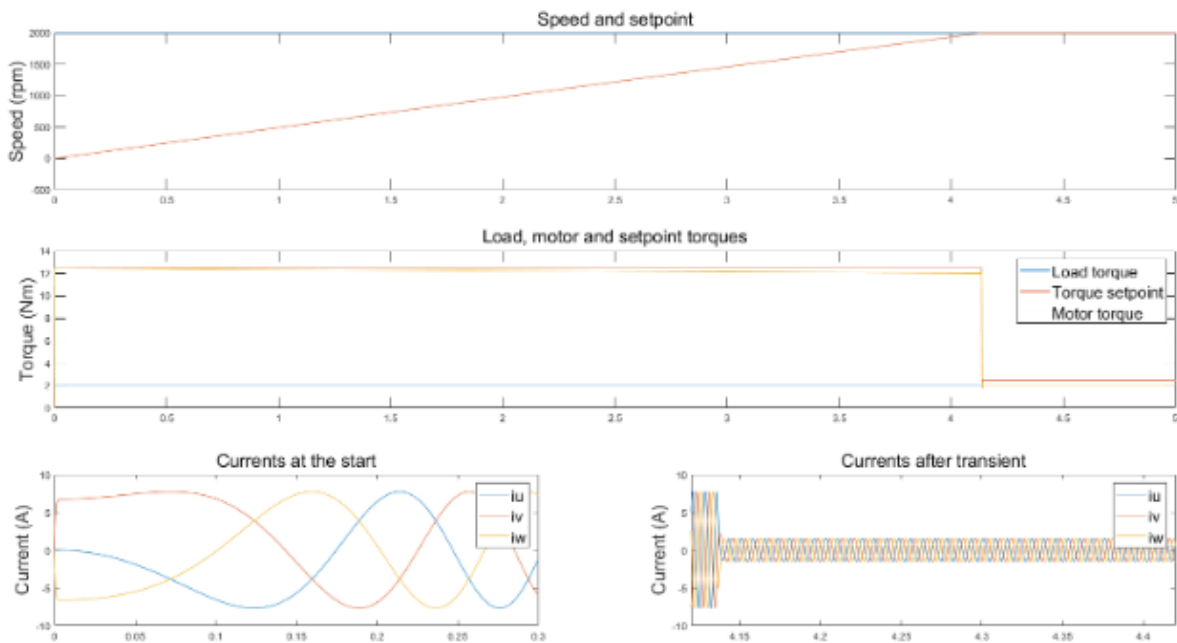 Speed and setpoint
2000
1500
1000
500
0
-500
Speed (rpm)
0 0.5 1 1.5 2 2.5 3 3.5 4 4.5 5
Load, motor and setpoint torques
14
12
10
8
6
4
2
0
Torque (Nm)
Load torque
Torque setpoint
Motor torque
0 0.5 1 1.5 2 2.5 3 3.5 4 4.5 5
Currents at the start
10
5
0
-5
-10
Current (A)
iu
iv
iw
0 0.05 0.1 0.15 0.2 0.25 0.3
Currents after transient
10
5
0
-5
-10
Current (A)
iu
iv
iw
4.15 4.2 4.25 4.3 4.35 4.4